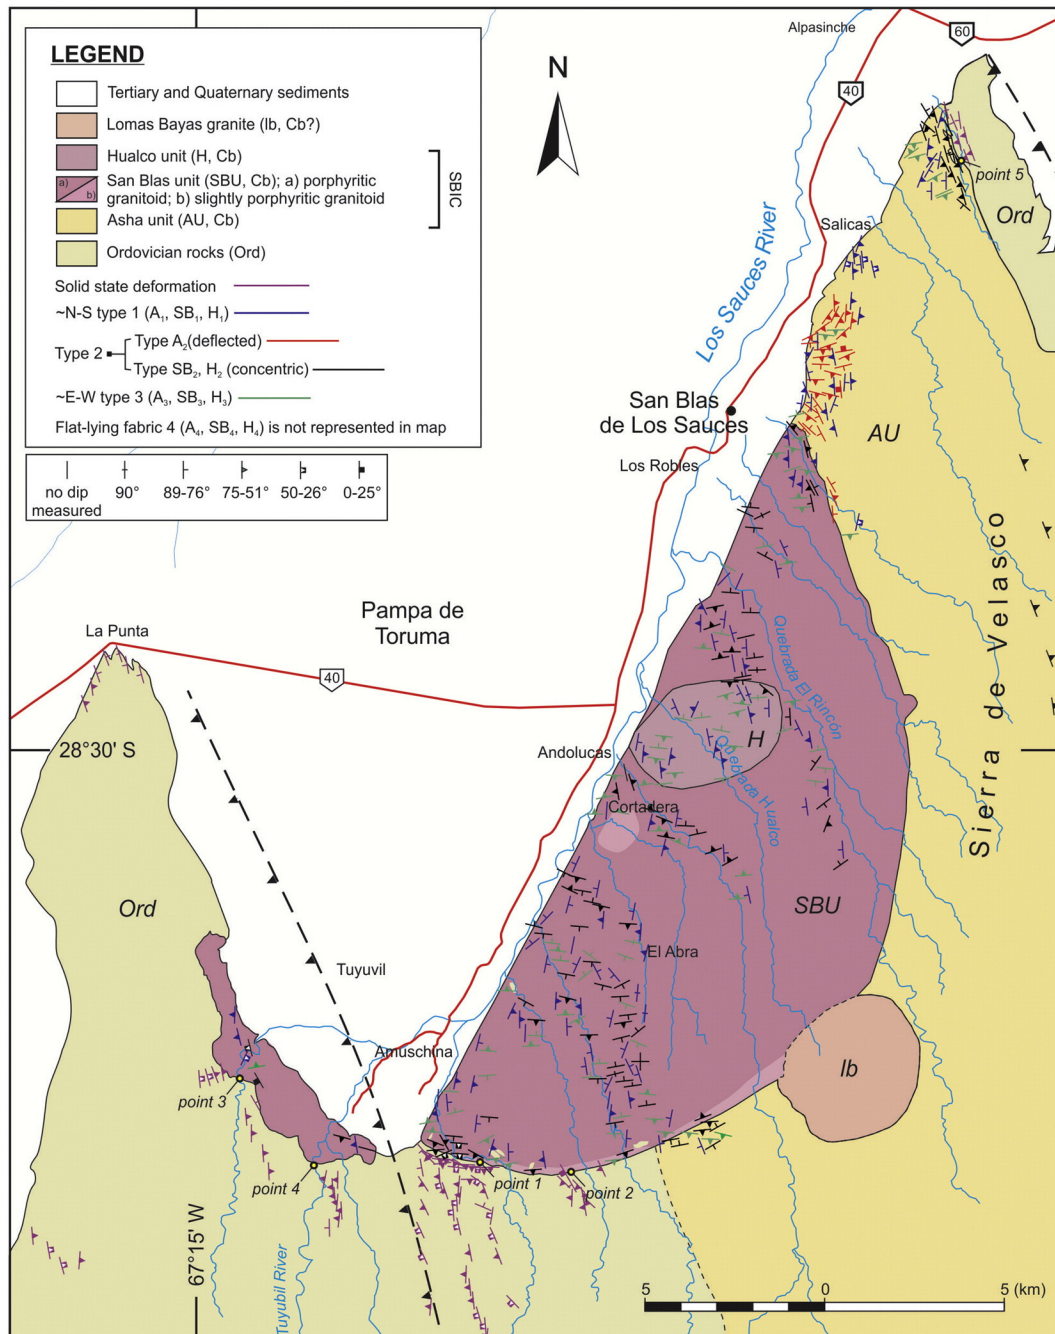 Alpasinche
60
LEGEND
Tertiary and Quaternary sediments
Lomas Bayas granite (lb, Cb?)
Hualco unit (H, Cb)
a)
b)
San Blas unit (SBU, Cb); a) porphyritic
granitoid; b) slightly porphyritic granitoid
Asha unit (AU, Cb)
SBIC
Ordovician rocks (Ord)
Solid state deformation
~N-S type 1 (A₁, SB₁, H₁)
Type 2
Type A₂(deflected)
Type SB₂, H₂ (concentric)
~E-W type 3 (A₃, SB₃, H₃)
Flat-lying fabric 4 (A₄, SB₄, H₄) is not represented in map
no dip
measured
90°
89-76°
75-51°
50-26°
0-25°
N
40
point 5
Ord
Salicas
Los Sauces River
San Blas
de Los Sauces
AU
Los Robles
Sierra de Velasco
Pampa de
Toruma
La Punta
40
Quebrada El Rincón
28°30' S
Andolucas
H
Quebrada Hualco
Cortadera
Ord
SBU
Tuyuvil
El Abra
Amuschina
lb
point 3
point 4
point 1
point 2
67°15' W
Tuyubil River
5
0
5 (km)